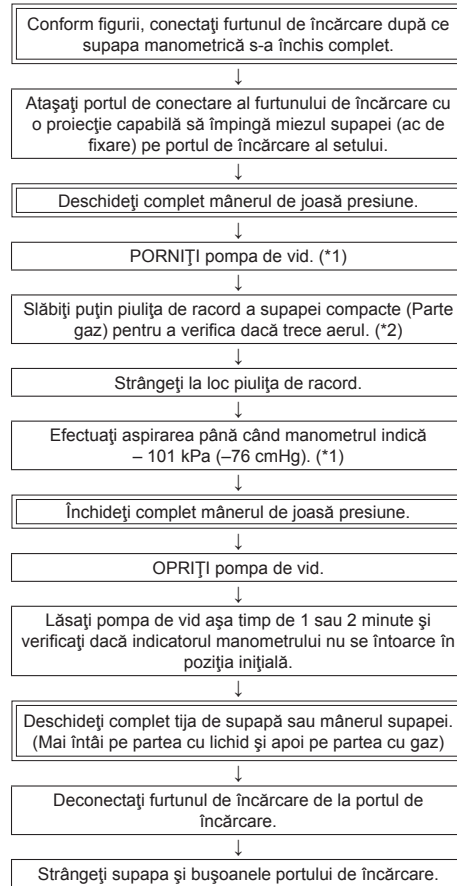 Conform figurii, conectaţi furtunul de încărcare după ce
supapa manometrică s-a închis complet.
↓
Ataşaţi portul de conectare al furtunului de încărcare cu
o proiecţie capabilă să împingă miezul supapei (ac de
fixare) pe portul de încărcare al setului.
↓
Deschideţi complet mânerul de joasă presiune.
↓
PORNIŢI pompa de vid. (*1)
↓
Slăbiţi puţin piuliţa de racord a supapei compacte (Parte
gaz) pentru a verifica dacă trece aerul. (*2)
↓
Strângeţi la loc piuliţa de racord.
↓
Efectuaţi aspirarea până când manometrul indică
– 101 kPa (–76 cmHg). (*1)
↓
Închideţi complet mânerul de joasă presiune.
↓
OPRIŢI pompa de vid.
↓
Lăsaţi pompa de vid aşa timp de 1 sau 2 minute şi
verificaţi dacă indicatorul manometrului nu se întoarce în
poziţia iniţială.
↓
Deschideţi complet tija de supapă sau mânerul supapei.
(Mai întâi pe partea cu lichid şi apoi pe partea cu gaz)
↓
Deconectaţi furtunul de încărcare de la portul de
încărcare.
↓
Strângeţi supapa şi buşoanele portului de încărcare.